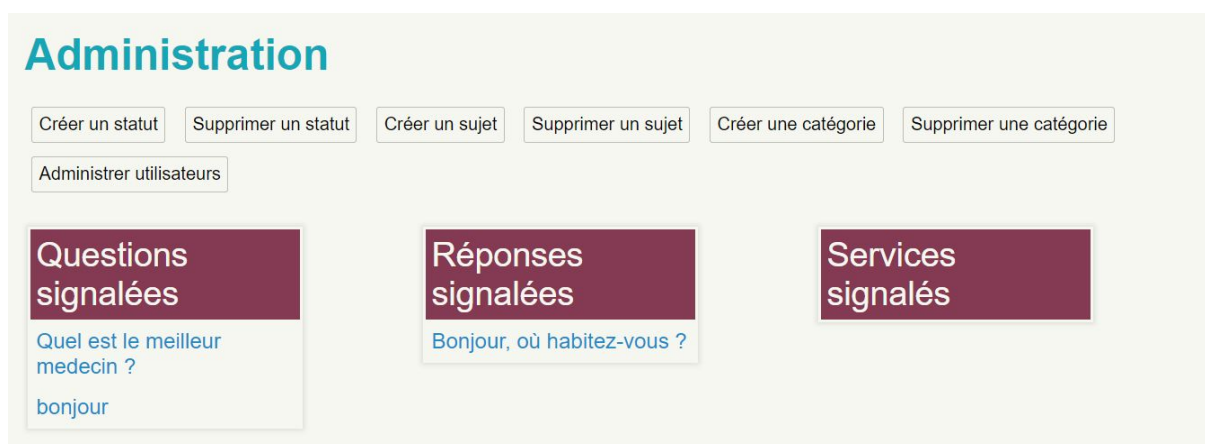 Administration
Créer un statut
Supprimer un statut
Créer un sujet
Supprimer un sujet
Créer une catégorie
Supprimer une catégorie
Administrer utilisateurs
Questions
signalées
Quel est le meilleur
medecin ?
bonjour
Réponses
signalées
Bonjour, où habitez-vous ?
Services
signalés